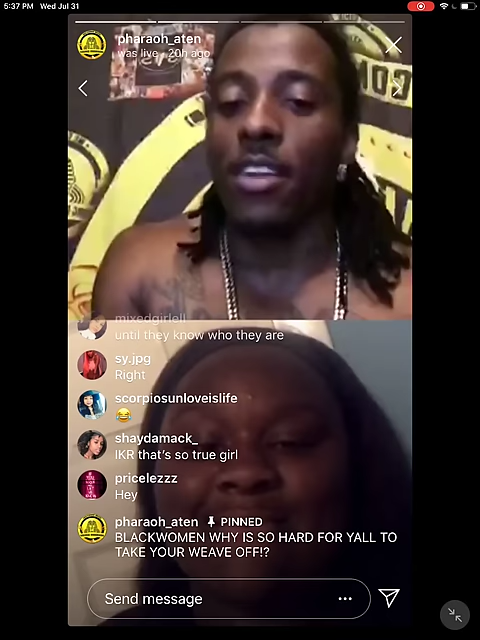 5:37 PM Wed Jul 31
pharaoh_aten
was live · 20h ago
mixedgirlell
until they know who they are
sy.jpg
Right
scorpiosunloveislife
😂
shaydamack_
IKR that's so true girl
pricelezzz
Hey
pharaoh_aten PINNED
BLACKWOMEN WHY IS SO HARD FOR YALL TO
TAKE YOUR WEAVE OFF!?
Send message